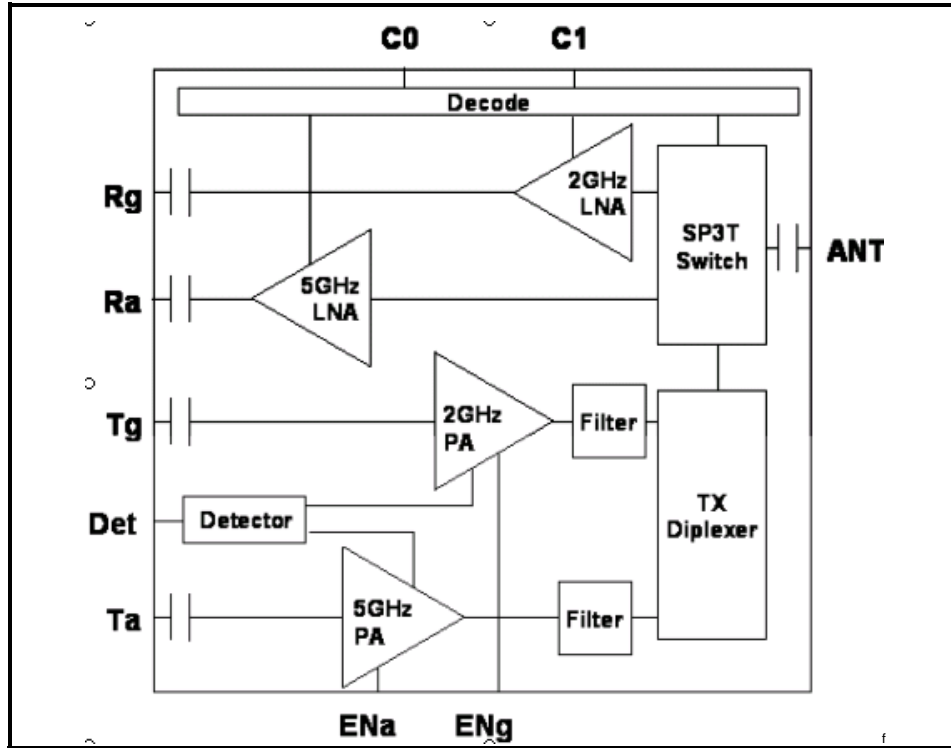 C0 C1
Decode
Rg
2GHz
LNA
SP3T
Switch
ANT
Ra
5GHz
LNA
Tg
2GHz
PA
Filter
TX
Diplexer
Det
Detector
Ta
5GHz
PA
Filter
ENa ENg
f